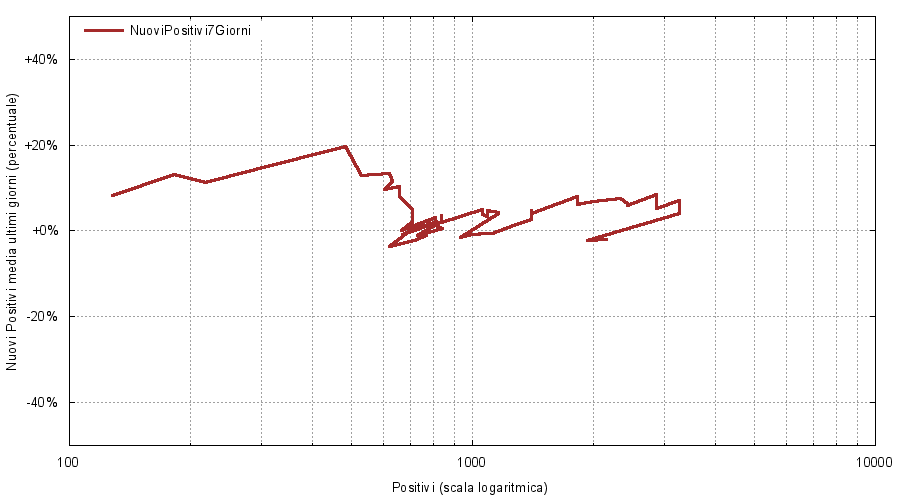 NuoviPositivi7Giorni
+40%
+20%
+0%
-20%
-40%
Nuovi Positivi media ultimi giorni (percentuale)
100 1000 10000
Positivi (scala logaritmica)